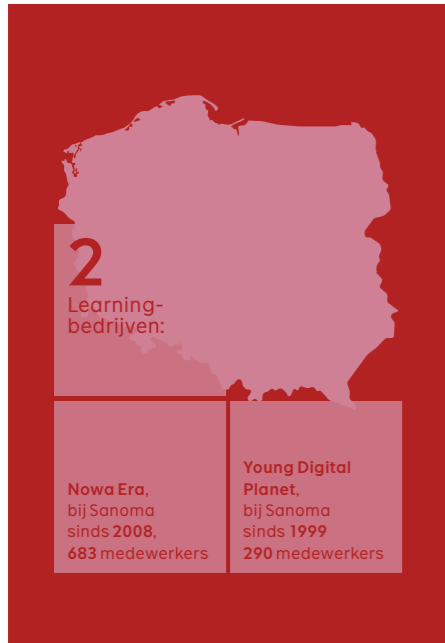 2
Learning-
bedrijven:
Nowa Era,
bij Sanoma
sinds 2008,
683 medewerkers
Young Digital
Planet,
bij Sanoma
sinds 1999
290 medewerkers